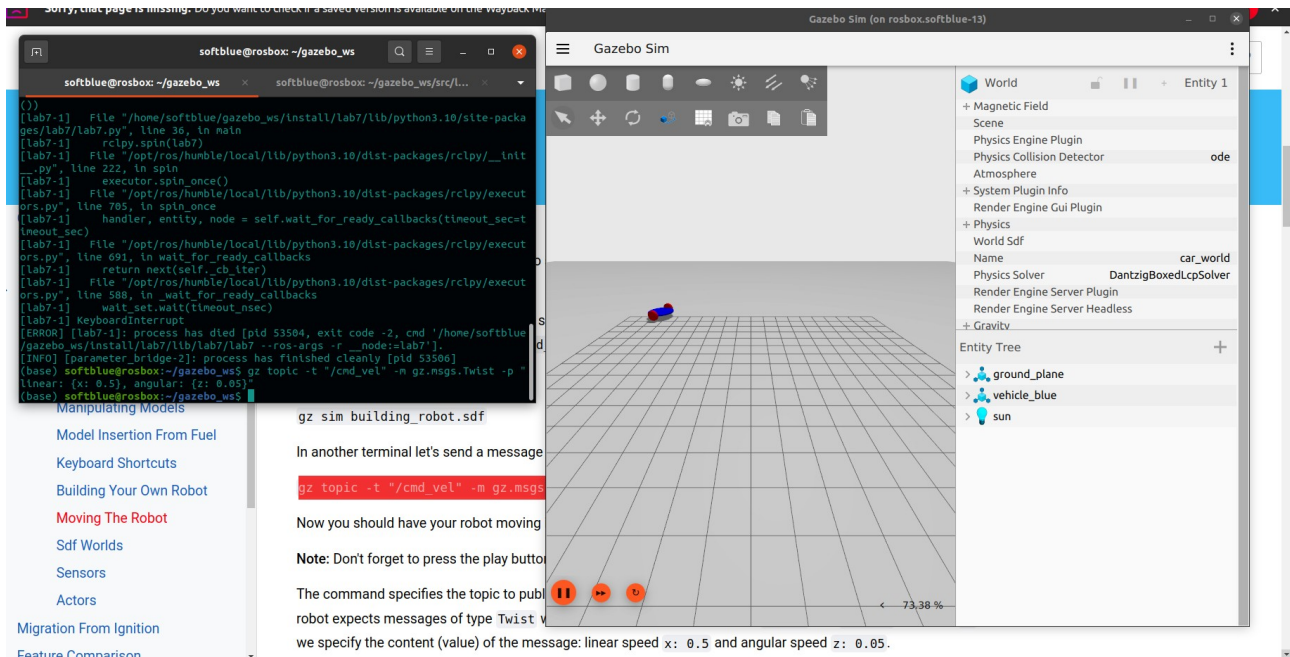 Sorry, that page is missing. Do you want to check if a saved version is available on the Wayback Ma
Gazebo Sim (on rosbox.softblue-13)
softblue@rosbox: ~/gazebo_ws
softblue@rosbox: ~/gazebo_ws
softblue@rosbox: ~/gazebo_ws/src/l...
())
[lab7-1]   File "/home/softblue/gazebo_ws/install/lab7/lib/python3.10/site-packa
ges/lab7/lab7.py", line 36, in main
[lab7-1]     rclpy.spin(lab7)
[lab7-1]   File "/opt/ros/humble/local/lib/python3.10/dist-packages/rclpy/__init
__.py", line 222, in spin
[lab7-1]     executor.spin_once()
[lab7-1]   File "/opt/ros/humble/local/lib/python3.10/dist-packages/rclpy/execut
ors.py", line 705, in spin_once
[lab7-1]     handler, entity, node = self.wait_for_ready_callbacks(timeout_sec=t
imeout_sec)
[lab7-1]   File "/opt/ros/humble/local/lib/python3.10/dist-packages/rclpy/execut
ors.py", line 691, in wait_for_ready_callbacks
[lab7-1]     return next(self._cb_iter)
[lab7-1]   File "/opt/ros/humble/local/lib/python3.10/dist-packages/rclpy/execut
ors.py", line 588, in _wait_for_ready_callbacks
[lab7-1]     wait_set.wait(timeout_nsec)
[lab7-1] KeyboardInterrupt
[ERROR] [lab7-1]: process has died [pid 53504, exit code -2, cmd '/home/softblue
/gazebo_ws/install/lab7/lib/lab7/lab7 --ros-args -r __node:=lab7'].
[INFO] [parameter_bridge-2]: process has finished cleanly [pid 53506]
(base) softblue@rosbox:~/gazebo_ws$ gz topic -t "/cmd_vel" -m gz.msgs.Twist -p "
linear: {x: 0.5}, angular: {z: 0.05}"
(base) softblue@rosbox:~/gazebo_ws$
Manipulating Models
Model Insertion From Fuel
Keyboard Shortcuts
Building Your Own Robot
Moving The Robot
Sdf Worlds
Sensors
Actors
Migration From Ignition
Feature Comparison
gz sim building_robot.sdf
In another terminal let's send a message
gz topic -t "/cmd_vel" -m gz.msgs
Now you should have your robot moving
Note: Don't forget to press the play butto
The command specifies the topic to publ
robot expects messages of type Twist
we specify the content (value) of the message: linear speed x: 0.5 and angular speed z: 0.05.
Gazebo Sim
73.38 %
World
Entity 1
+ Magnetic Field
Scene
Physics Engine Plugin
Physics Collision Detector ode
Atmosphere
+ System Plugin Info
Render Engine Gui Plugin
+ Physics
World Sdf
Name car_world
Physics Solver DantzigBoxedLcpSolver
Render Engine Server Plugin
Render Engine Server Headless
+ Gravity
Entity Tree
ground_plane
vehicle_blue
sun